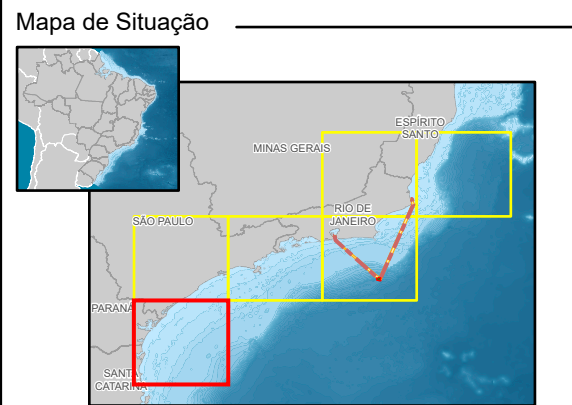 Mapa de Situação
ESPÍRITO
SANTO
MINAS GERAIS
RIO DE
JANEIRO
SÃO PAULO
PARANÁ
SANTA
CATARINA